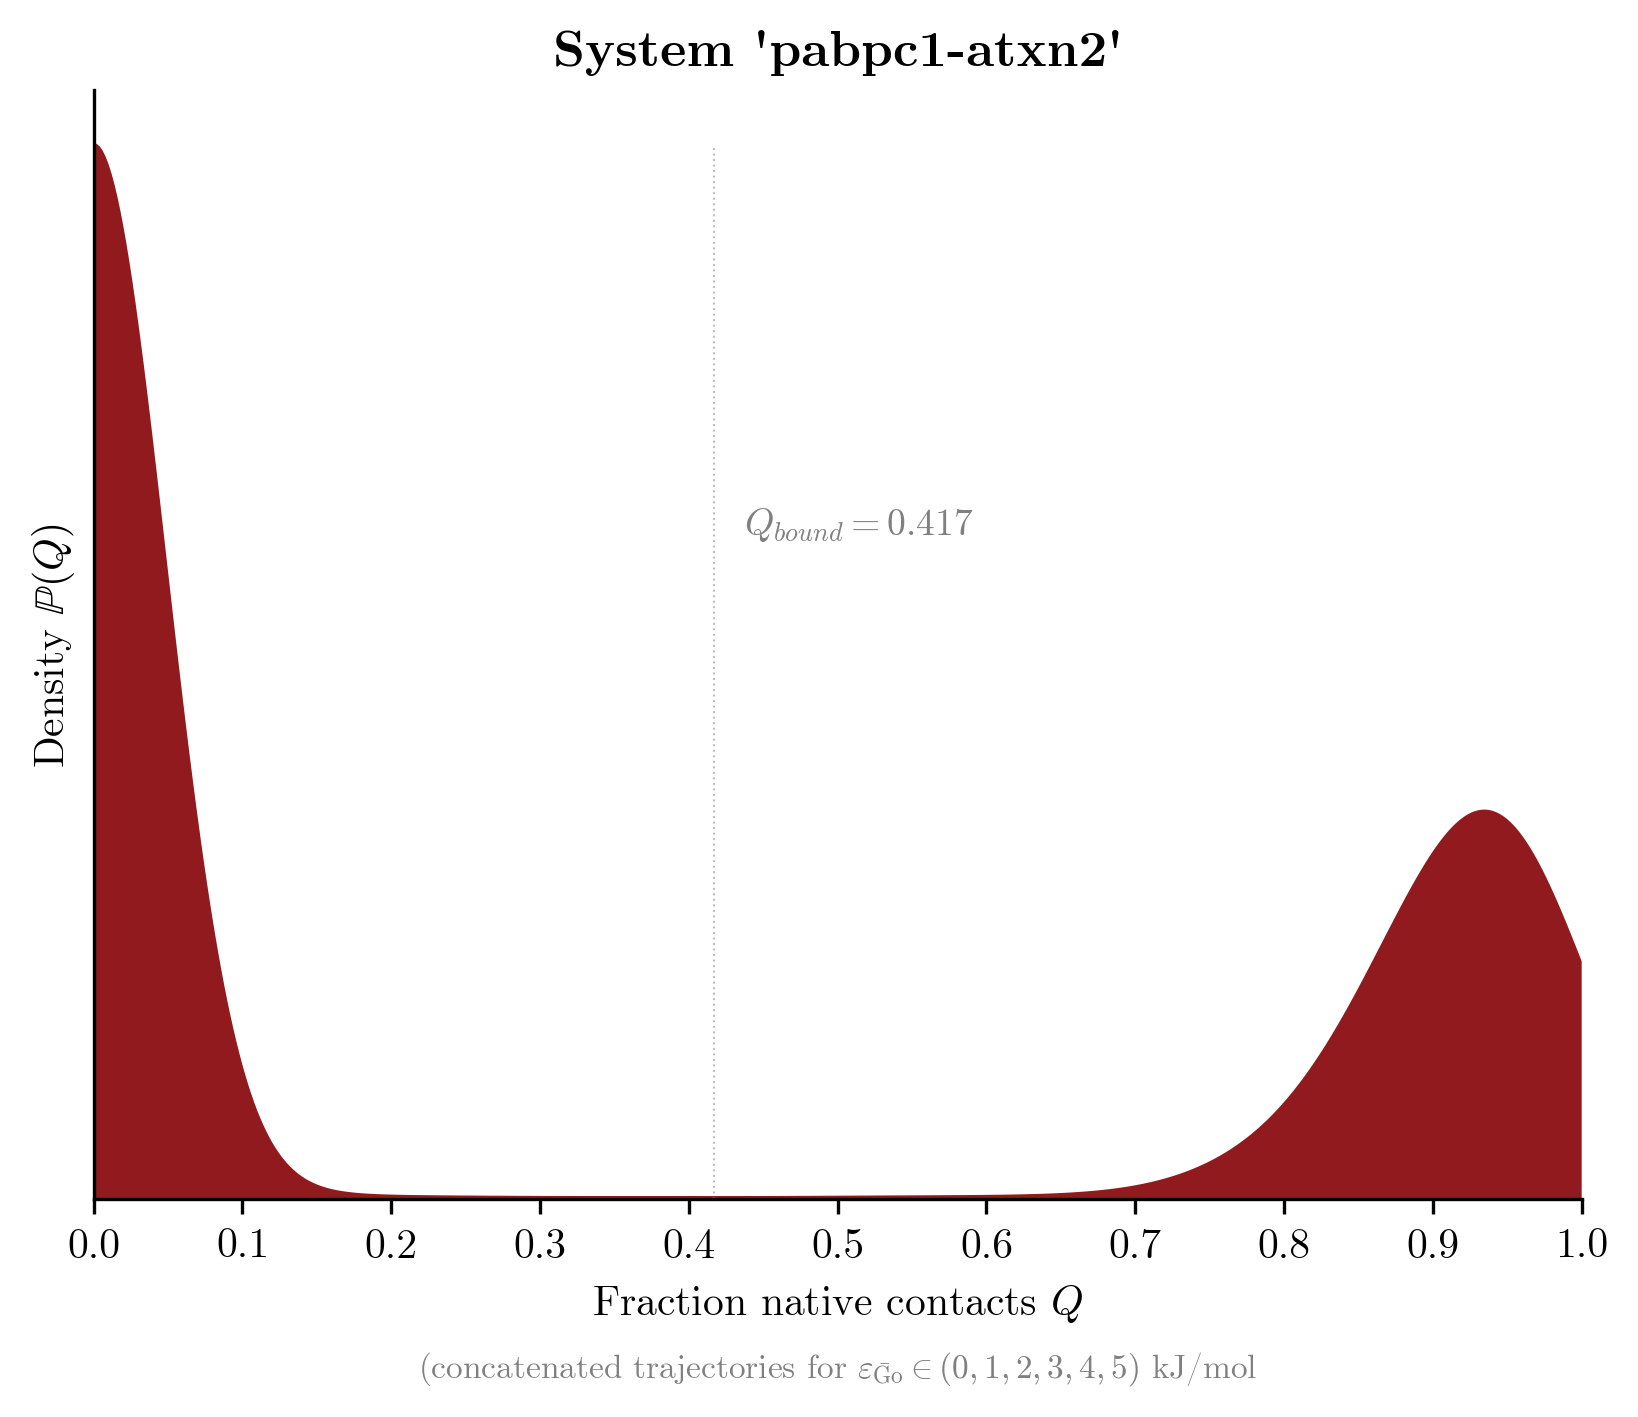 System 'pabpc1-atxn2'
Density ℙ(Q)
Q_bound = 0.417
0.0 0.1 0.2 0.3 0.4 0.5 0.6 0.7 0.8 0.9 1.0
Fraction native contacts Q
(concatenated trajectories for ε_Ḡo ∈ (0, 1, 2, 3, 4, 5) kJ/mol